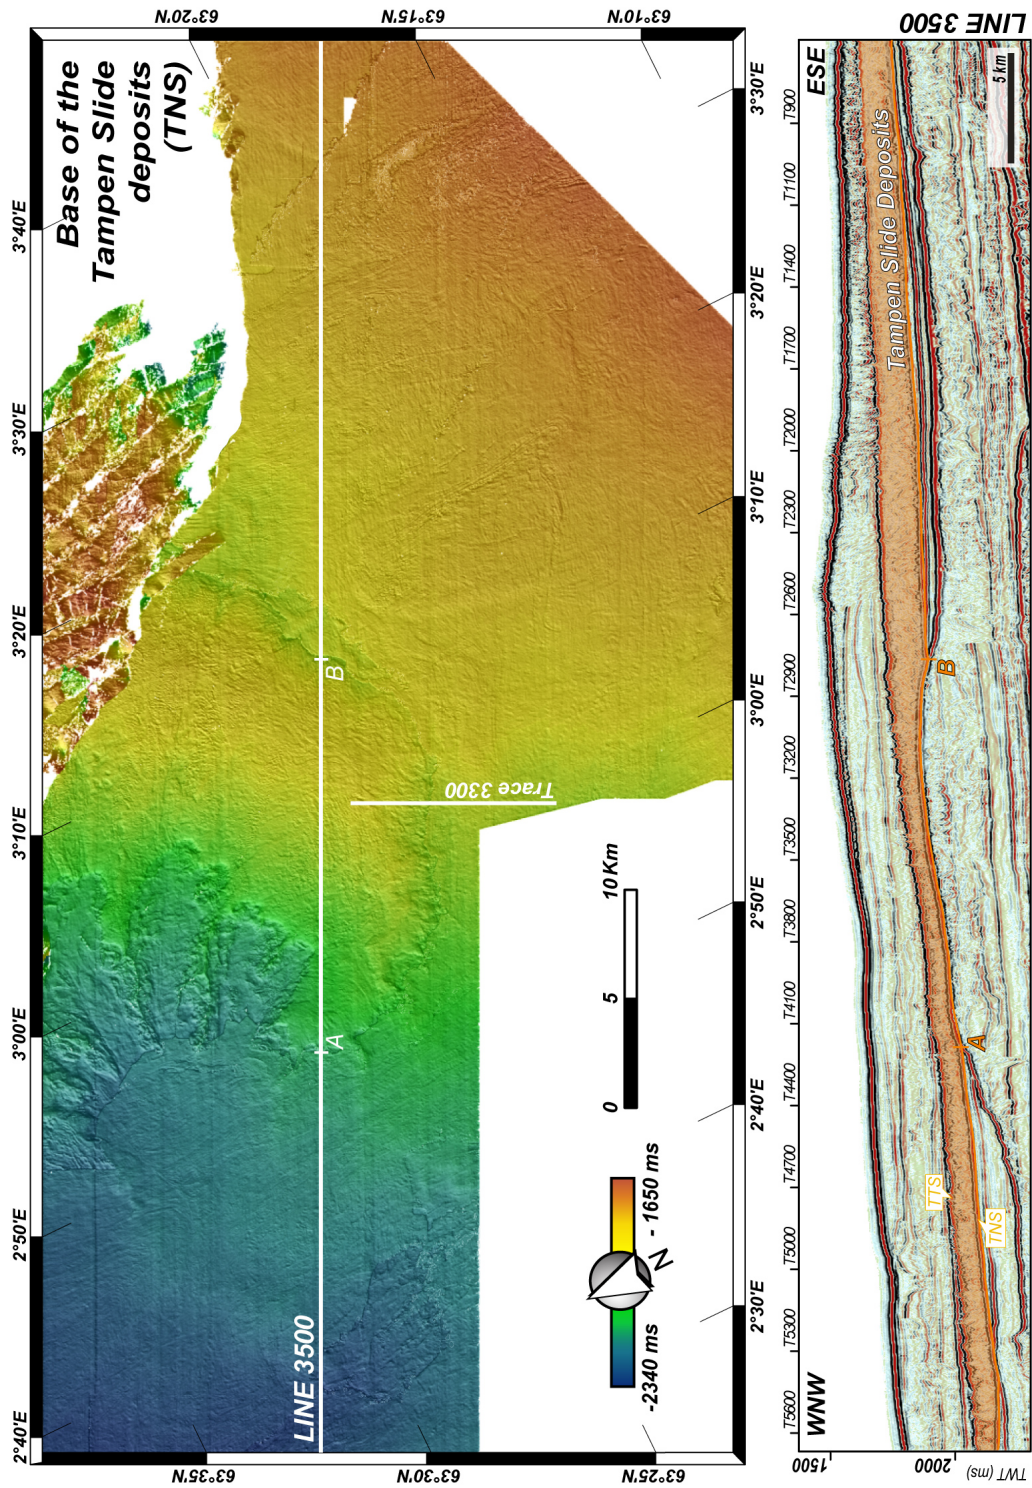 2°40'E
2°50'E
3°00'E
3°10'E
3°20'E
3°30'E
3°40'E
Base of the
Tampen Slide
deposits
(TNS)
63°35'N
63°30'N
63°25'N
63°20'N
63°15'N
63°10'N
LINE 3500
A
B
Trace 3300
0
5
10 Km
-2340 ms
- 1650 ms
N
2°30'E
2°40'E
2°50'E
3°00'E
3°10'E
3°20'E
3°30'E
WNW
ESE
T5600
T5300
T5000
T4700
T4400
T4100
T3800
T3500
T3200
T2900
T2600
T2300
T2000
T1700
T1400
T1100
T900
1500
2000
TWT (ms)
Tampen Slide Deposits
TTS
TNS
A
B
5 km
LINE 3500